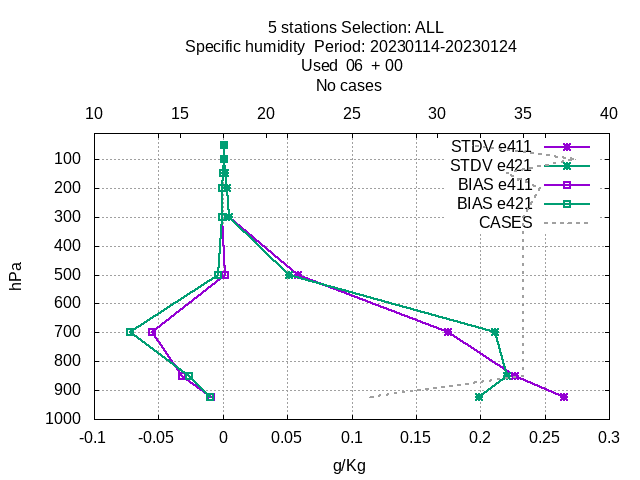 5 stations Selection: ALL
Specific humidity  Period: 20230114-20230124
Used  06  + 00
No cases
10 15 20 25 30 35 40
STDV e411
STDV e421
BIAS e411
BIAS e421
CASES
hPa
100
200
300
400
500
600
700
800
900
1000
-0.1 -0.05 0 0.05 0.1 0.15 0.2 0.25 0.3
g/Kg